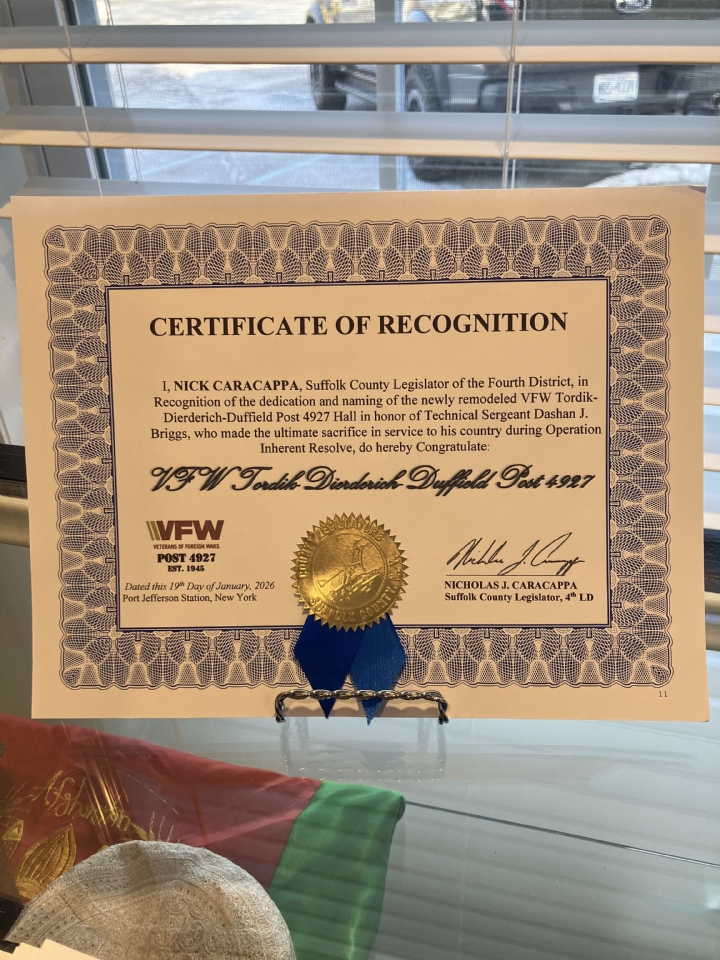 CERTIFICATE OF RECOGNITION
I, NICK CARACAPPA, Suffolk County Legislator of the Fourth District, in
Recognition of the dedication and naming of the newly remodeled VFW Tordik-
Dierderich-Duffield Post 4927 Hall in honor of Technical Sergeant Dashan J.
Briggs, who made the ultimate sacrifice in service to his country during Operation
Inherent Resolve, do hereby Congratulate:
VFW Tordik-Dierderich-Duffield Post 4927
VFW
VETERANS OF FOREIGN WARS.
POST 4927
EST. 1945
Dated this 19th Day of January, 2026
Port Jefferson Station, New York
NICHOLAS J. CARACAPPA
Suffolk County Legislator, 4th LD
11